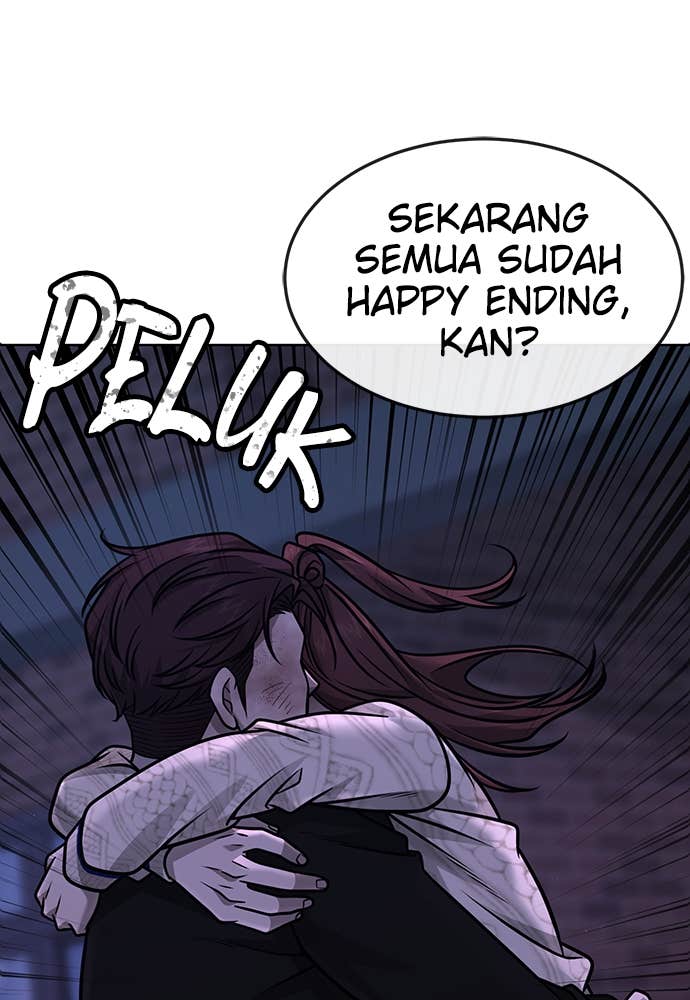 SEKARANG
SEMUA SUDAH
HAPPY ENDING,
KAN?
PELUK